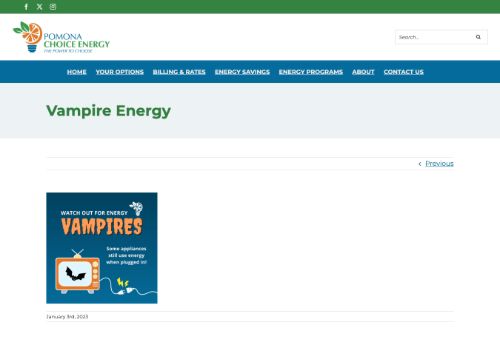 POMONA
CHOICE ENERGY
THE POWER TO CHOOSE
Search...
HOME YOUR OPTIONS BILLING & RATES ENERGY SAVINGS ENERGY PROGRAMS ABOUT CONTACT US
Vampire Energy
Previous
WATCH OUT FOR ENERGY
VAMPIRES
Some appliances
still use energy
when plugged in!
January 3rd, 2023